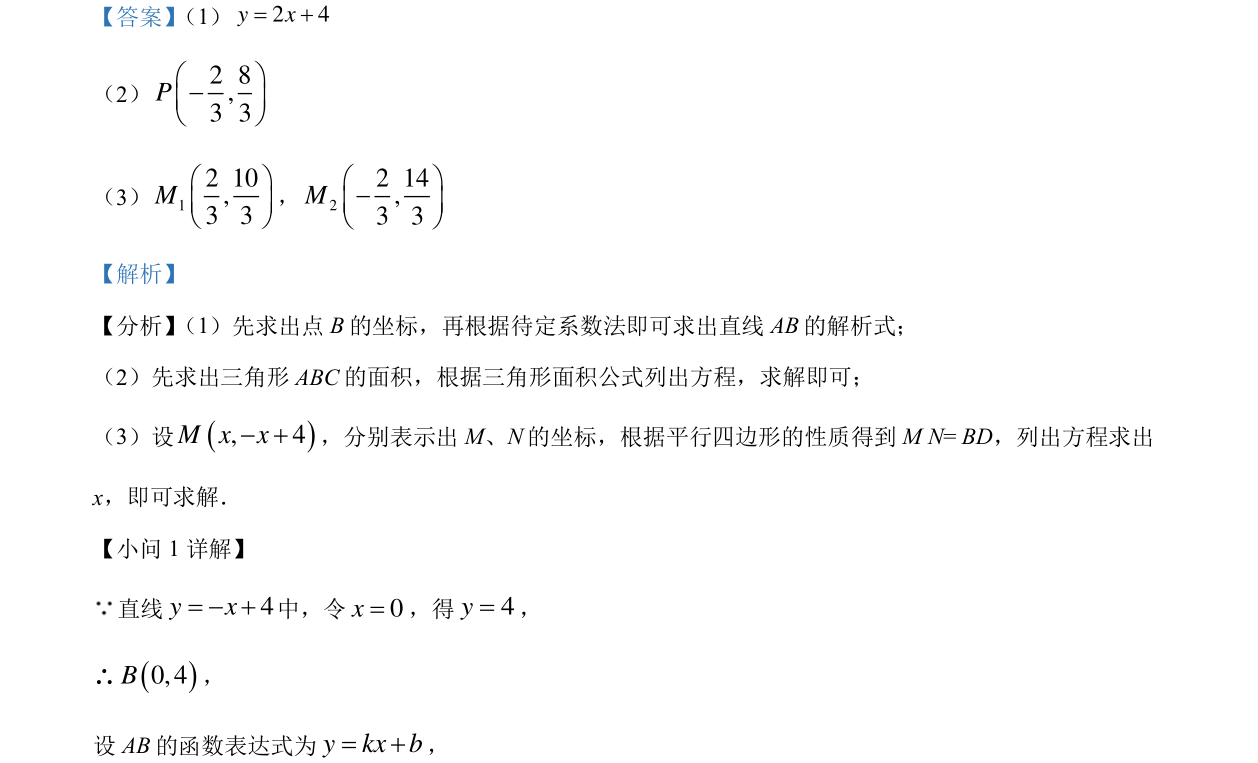 【答案】（1） y = 2x + 4
（2） P(−2/3, 8/3)
（3） M₁(2/3, 10/3)， M₂(−2/3, 14/3)
【解析】
【分析】（1）先求出点 B 的坐标，再根据待定系数法即可求出直线 AB 的解析式；
（2）先求出三角形 ABC 的面积，根据三角形面积公式列出方程，求解即可；
（3）设 M (x, −x + 4)，分别表示出 M、N 的坐标，根据平行四边形的性质得到 M N= BD，列出方程求出
x，即可求解．
【小问 1 详解】
∵直线 y = −x + 4 中，令 x = 0，得 y = 4，
∴ B(0, 4)，
设 AB 的函数表达式为 y = kx + b，